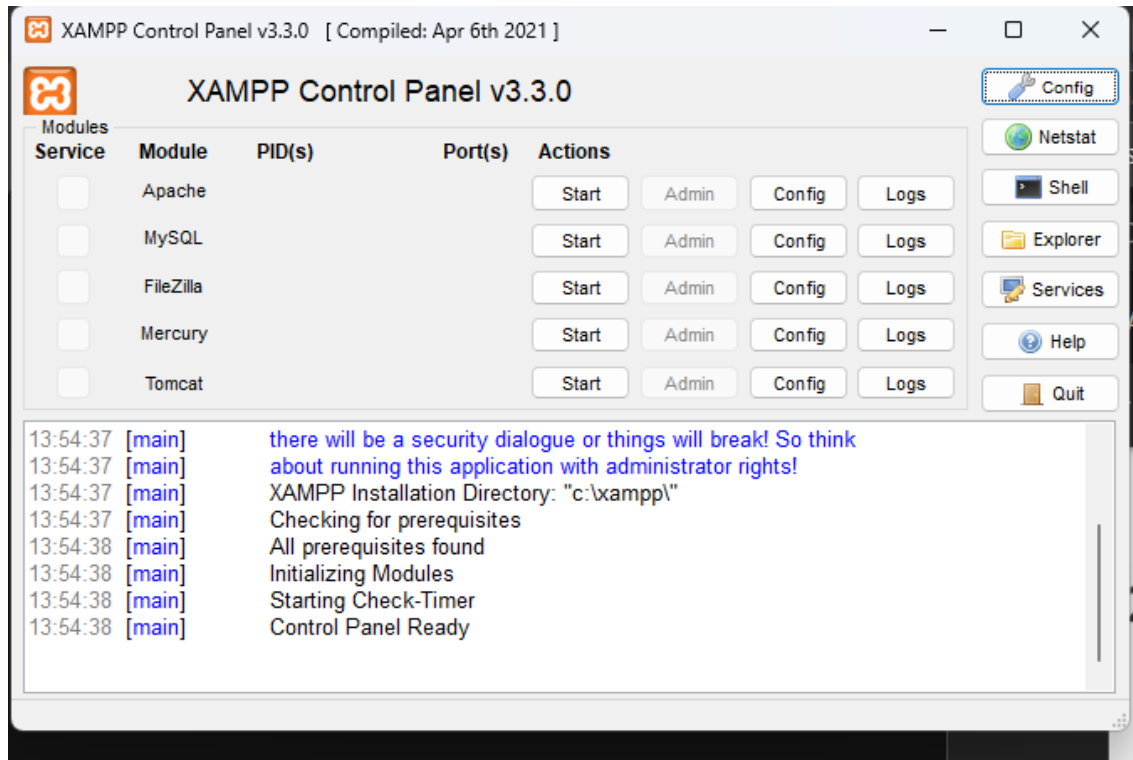 XAMPP Control Panel v3.3.0 [ Compiled: Apr 6th 2021 ]
XAMPP Control Panel v3.3.0
Config
Modules
Netstat
Service Module PID(s) Port(s) Actions
Apache Start Admin Config Logs
Shell
MySQL Start Admin Config Logs
Explorer
FileZilla Start Admin Config Logs
Services
Mercury Start Admin Config Logs
Help
Tomcat Start Admin Config Logs
Quit
13:54:37 [main] there will be a security dialogue or things will break! So think
13:54:37 [main] about running this application with administrator rights!
13:54:37 [main] XAMPP Installation Directory: "c:\xampp\"
13:54:37 [main] Checking for prerequisites
13:54:38 [main] All prerequisites found
13:54:38 [main] Initializing Modules
13:54:38 [main] Starting Check-Timer
13:54:38 [main] Control Panel Ready